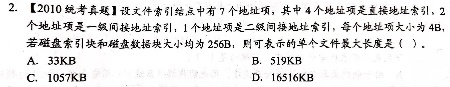 2. 【2010统考真题】设文件索引结点中有7个地址项，其中4个地址项是直接地址索引，2
个地址项是一级间接地址索引，1个地址项是二级间接地址索引，每个地址项大小为4B，
若磁盘索引块和磁盘数据块大小均为256B，则可表示的单个文件最大长度是（ ）。
A. 33KB B. 519KB
C. 1057KB D. 16516KB